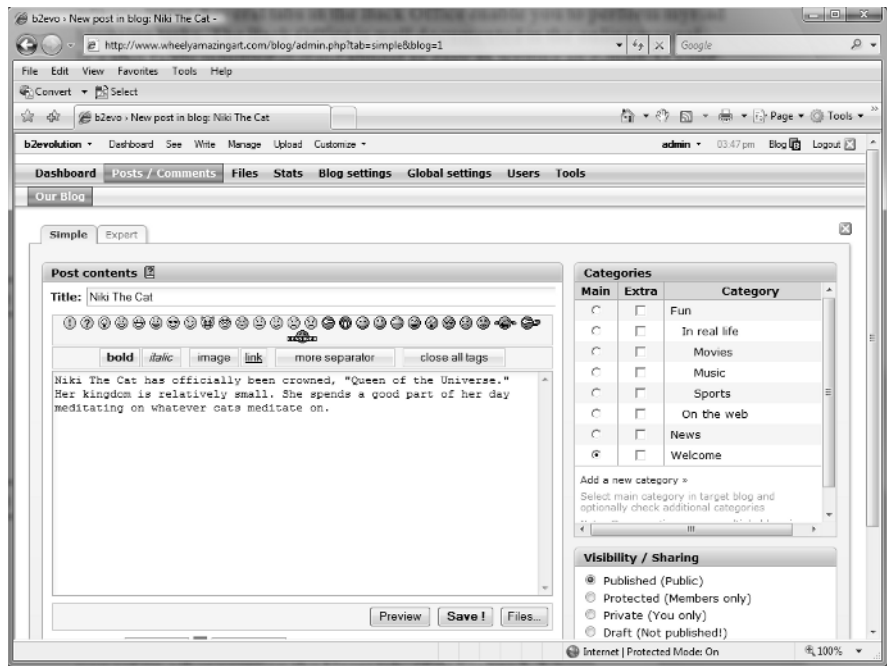 b2evo › New post in blog: Niki The Cat -
http://www.wheelyamazingart.com/blog/admin.php?tab=simple&blog=1
Google
File Edit View Favorites Tools Help
Convert Select
b2evo › New post in blog: Niki The Cat
Page Tools »
b2evolution Dashboard See Write Manage Upload Customize admin 03:47 pm Blog Logout
Dashboard Posts / Comments Files Stats Blog settings Global settings Users Tools
Our Blog
Simple Expert
Post contents
Title: Niki The Cat
bold italic image link more separator close all tags
Niki The Cat has officially been crowned, "Queen of the Universe."
Her kingdom is relatively small. She spends a good part of her day
meditating on whatever cats meditate on.
Preview Save ! Files...
Categories
Main Extra Category
Fun
In real life
Movies
Music
Sports
On the web
News
Welcome
Add a new category »
Select main category in target blog and
optionally check additional categories
Visibility / Sharing
Published (Public)
Protected (Members only)
Private (You only)
Draft (Not published!)
Internet | Protected Mode: On 100%